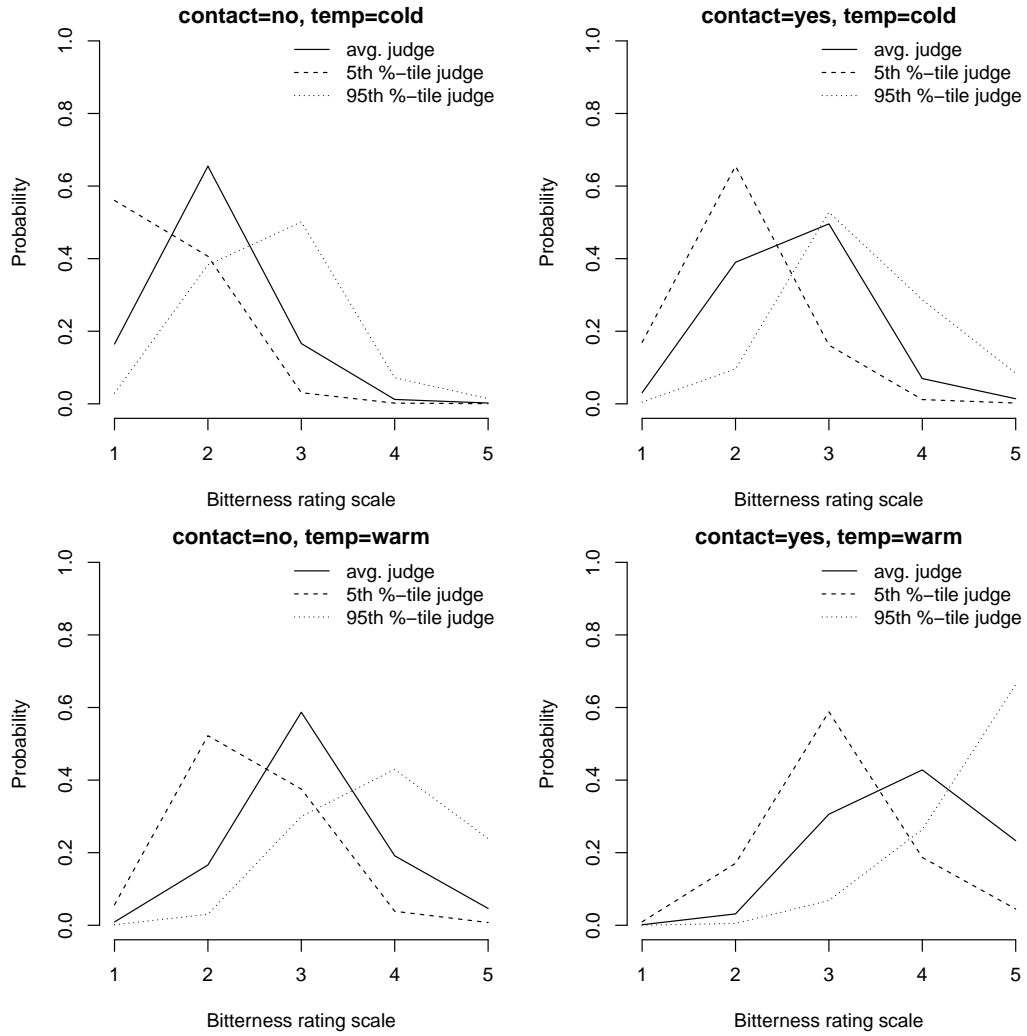 contact=no, temp=cold
avg. judge
5th %−tile judge
95th %−tile judge
Probability
0.0 0.2 0.4 0.6 0.8 1.0
1 2 3 4 5
Bitterness rating scale
contact=yes, temp=cold
avg. judge
5th %−tile judge
95th %−tile judge
Probability
0.0 0.2 0.4 0.6 0.8 1.0
1 2 3 4 5
Bitterness rating scale
contact=no, temp=warm
avg. judge
5th %−tile judge
95th %−tile judge
Probability
0.0 0.2 0.4 0.6 0.8 1.0
1 2 3 4 5
Bitterness rating scale
contact=yes, temp=warm
avg. judge
5th %−tile judge
95th %−tile judge
Probability
0.0 0.2 0.4 0.6 0.8 1.0
1 2 3 4 5
Bitterness rating scale